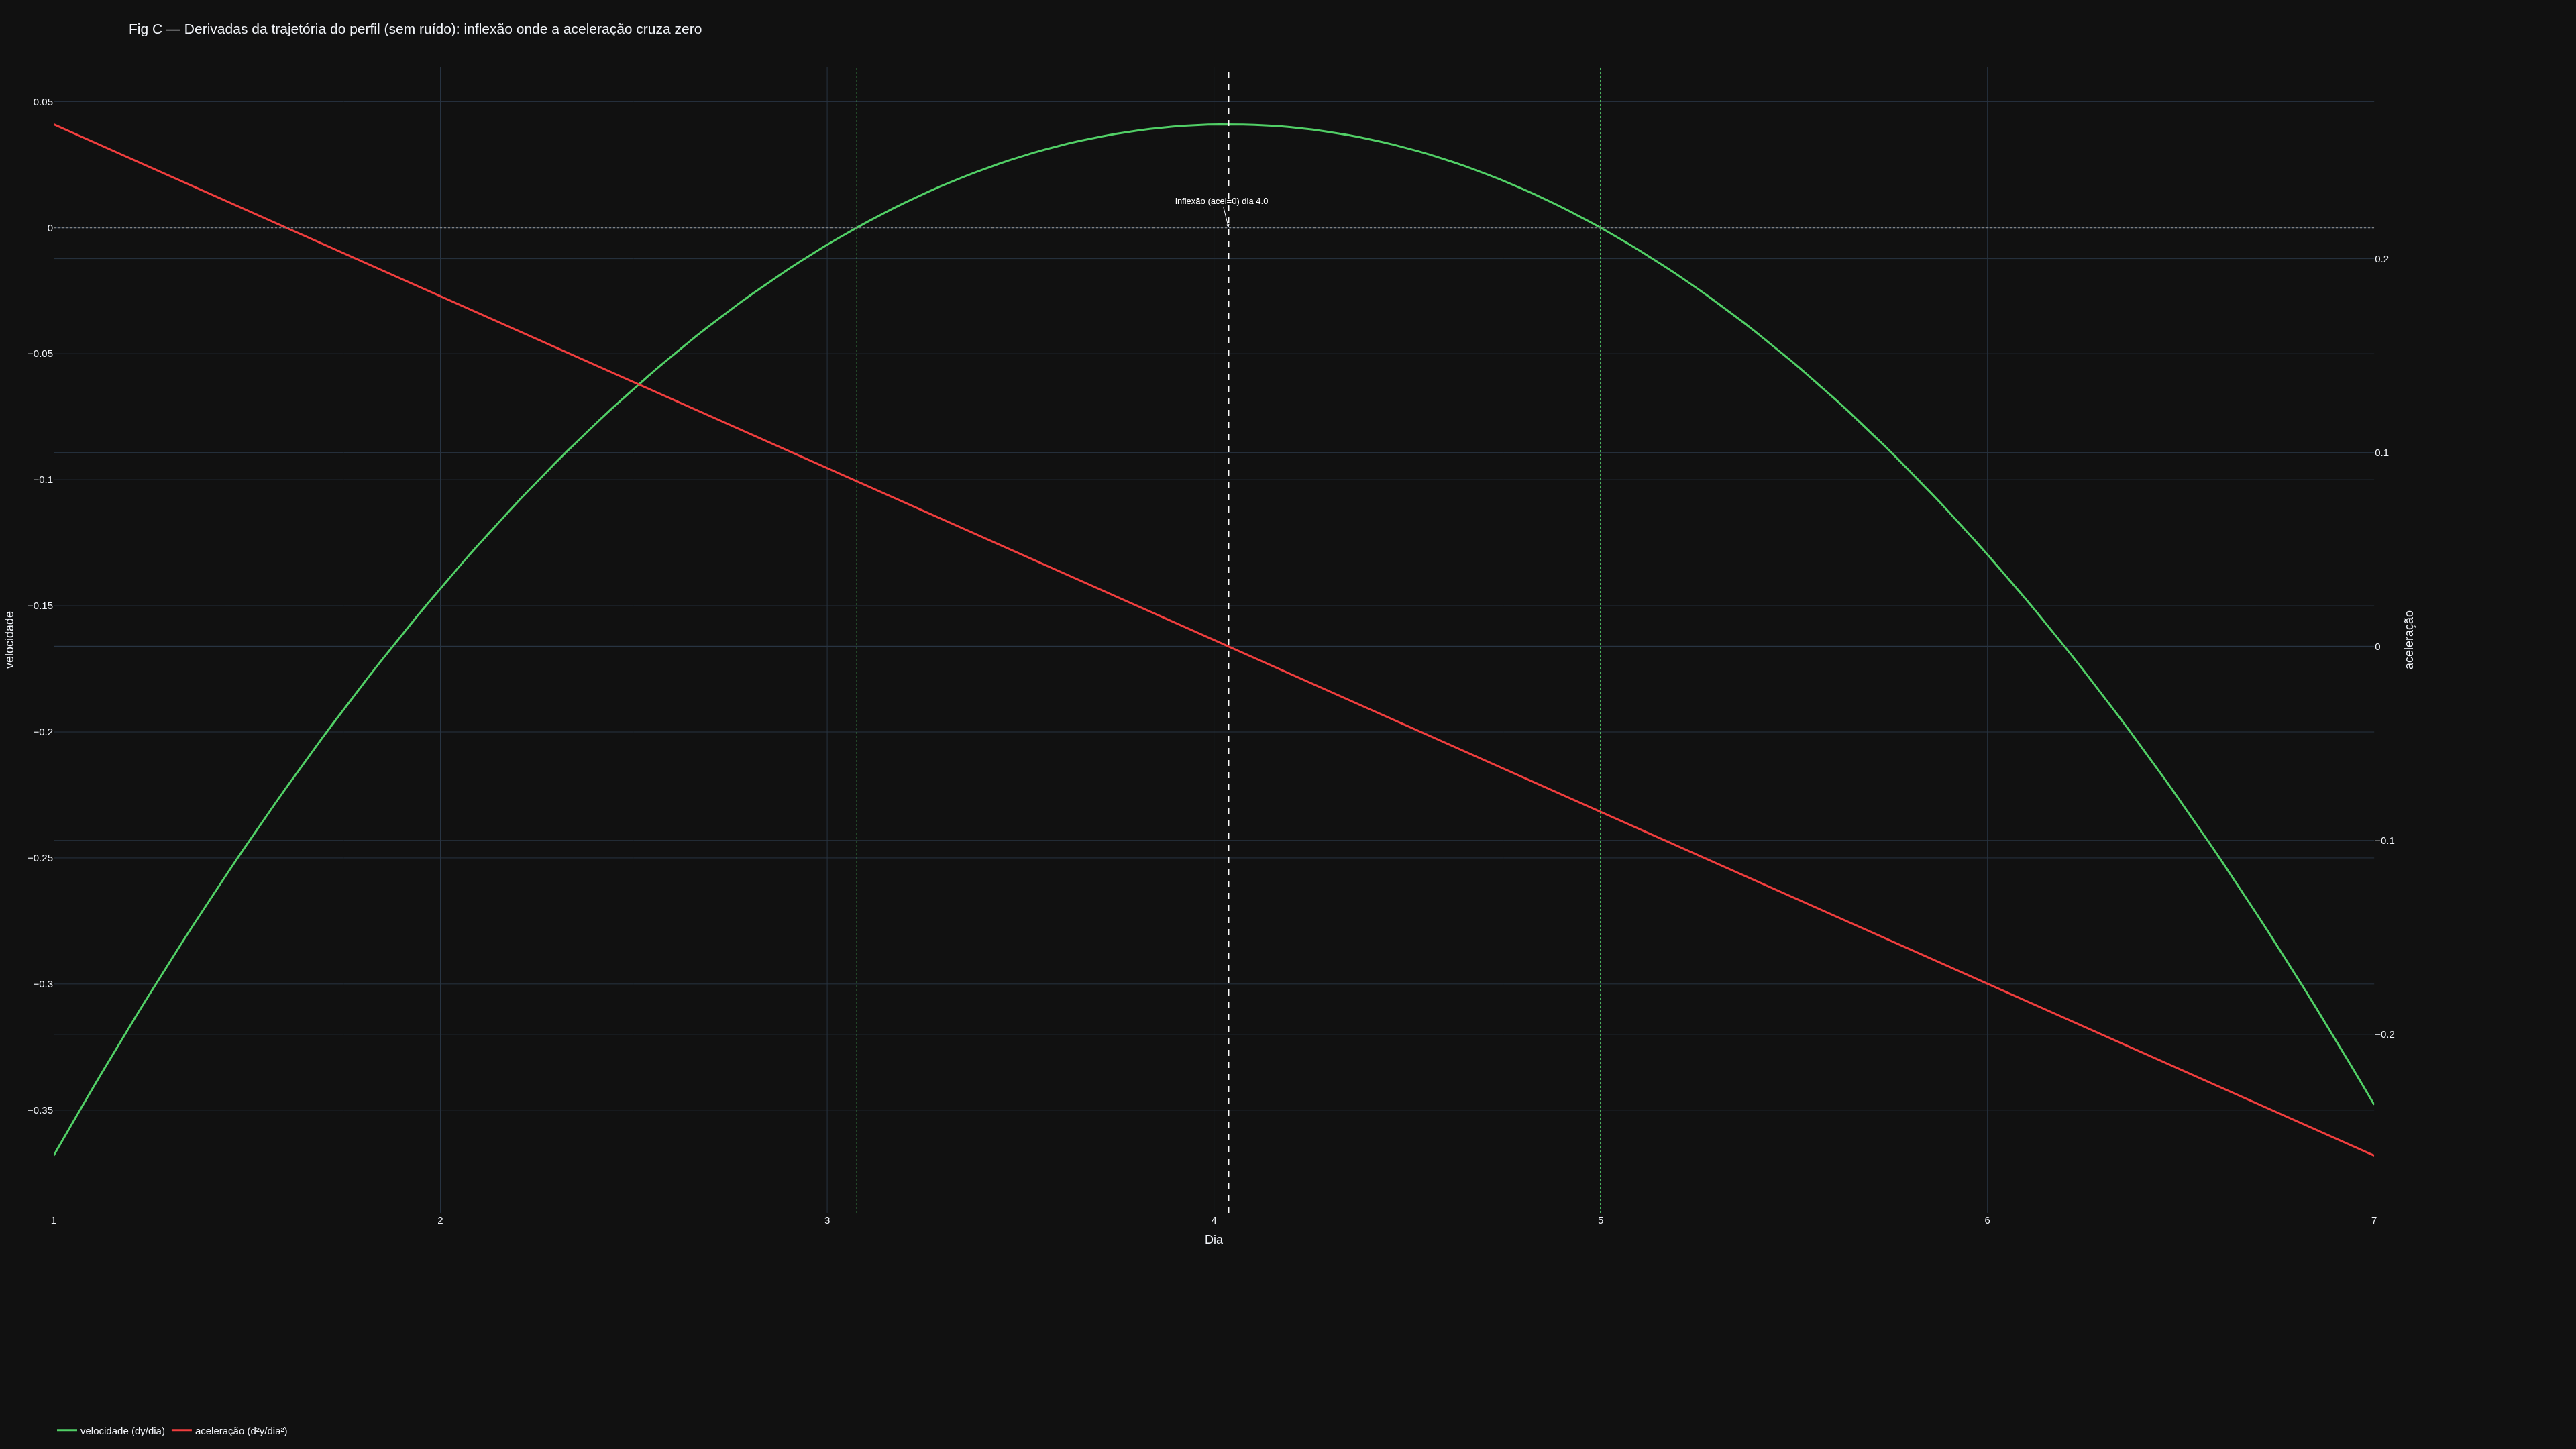 Fig C — Derivadas da trajetória do perfil (sem ruído): inflexão onde a aceleração cruza zero
0.05
0
−0.05
−0.1
−0.15
−0.2
−0.25
−0.3
−0.35
velocidade
inflexão (acel=0) dia 4.0
0.2
0.1
0
−0.1
−0.2
aceleração
1 2 3 4 5 6 7
Dia
velocidade (dy/dia) aceleração (d²y/dia²)